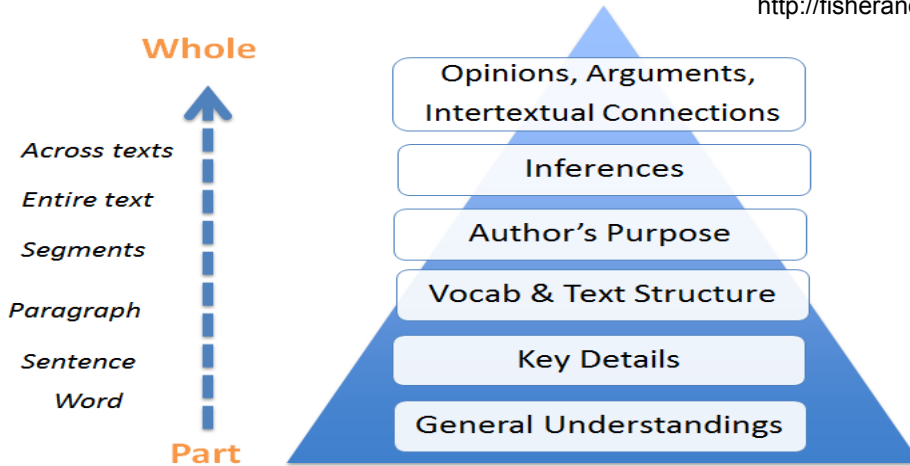 http://fisherand
Whole
Opinions, Arguments,
Intertextual Connections
Across texts
Inferences
Entire text
Author's Purpose
Segments
Vocab & Text Structure
Paragraph
Key Details
Sentence
Word
General Understandings
Part